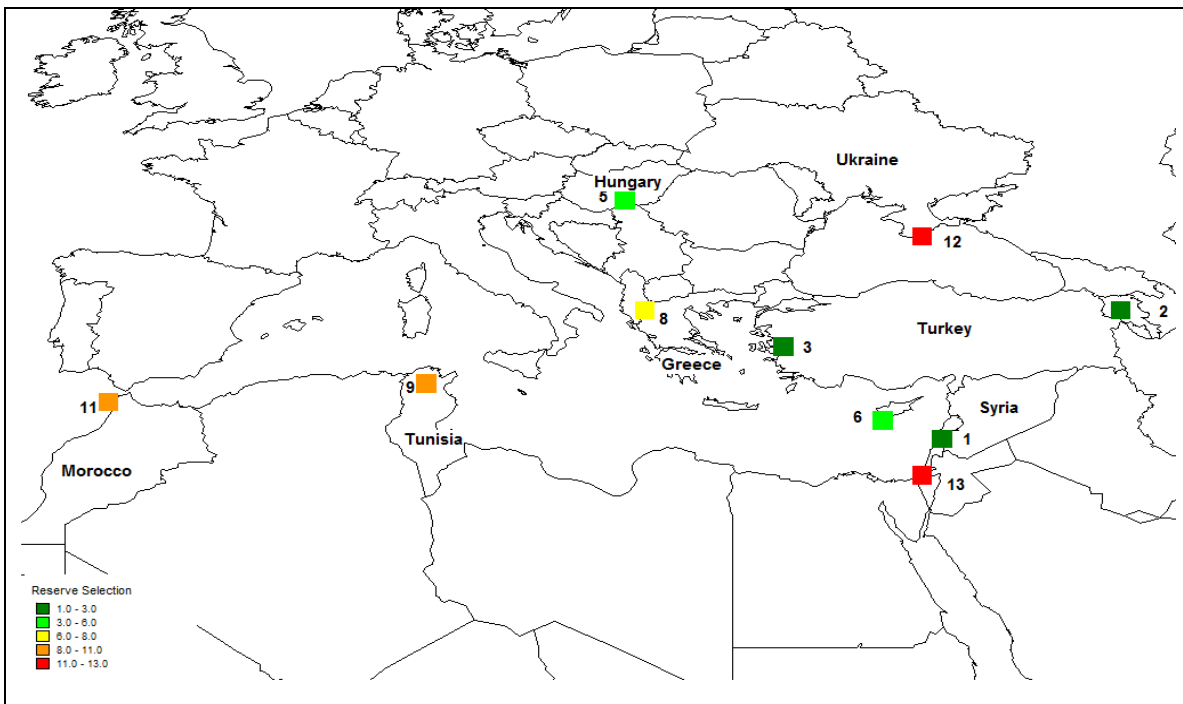 Ukraine
Hungary
5
12
2
8
Turkey
3
Greece
9
11
6
Syria
1
Tunisia
Morocco
13
Reserve Selection
1.0 - 3.0
3.0 - 6.0
6.0 - 8.0
8.0 - 11.0
11.0 - 13.0